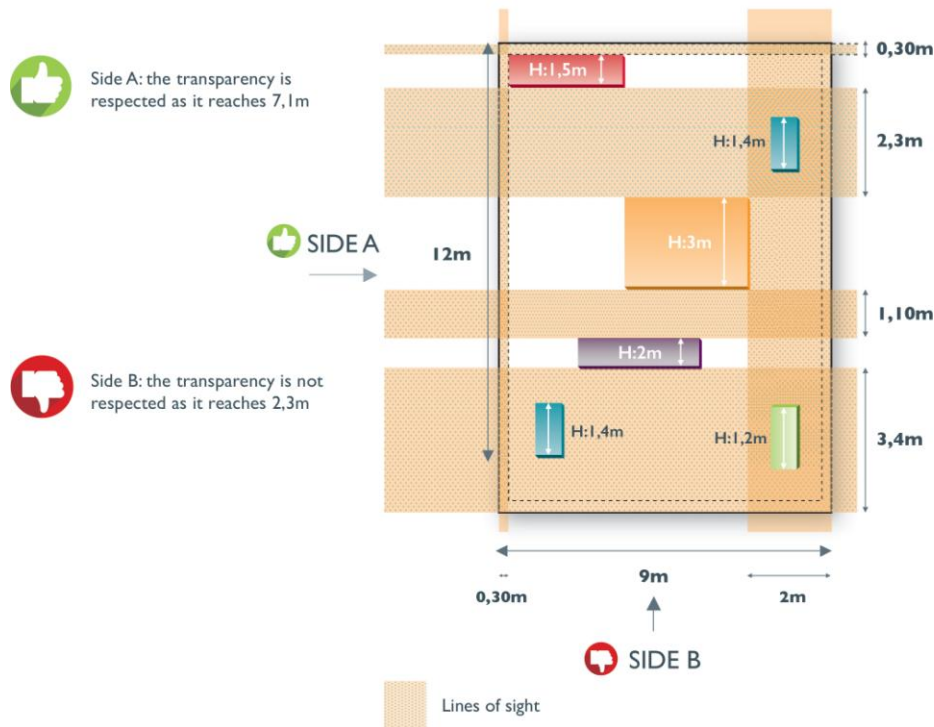 0,30m
H:1,5m
Side A: the transparency is
respected as it reaches 7,1m
H:1,4m
2,3m
SIDE A
12m
H:3m
1,10m
H:2m
Side B: the transparency is not
respected as it reaches 2,3m
H:1,4m
H:1,2m
3,4m
0,30m
9m
2m
SIDE B
Lines of sight